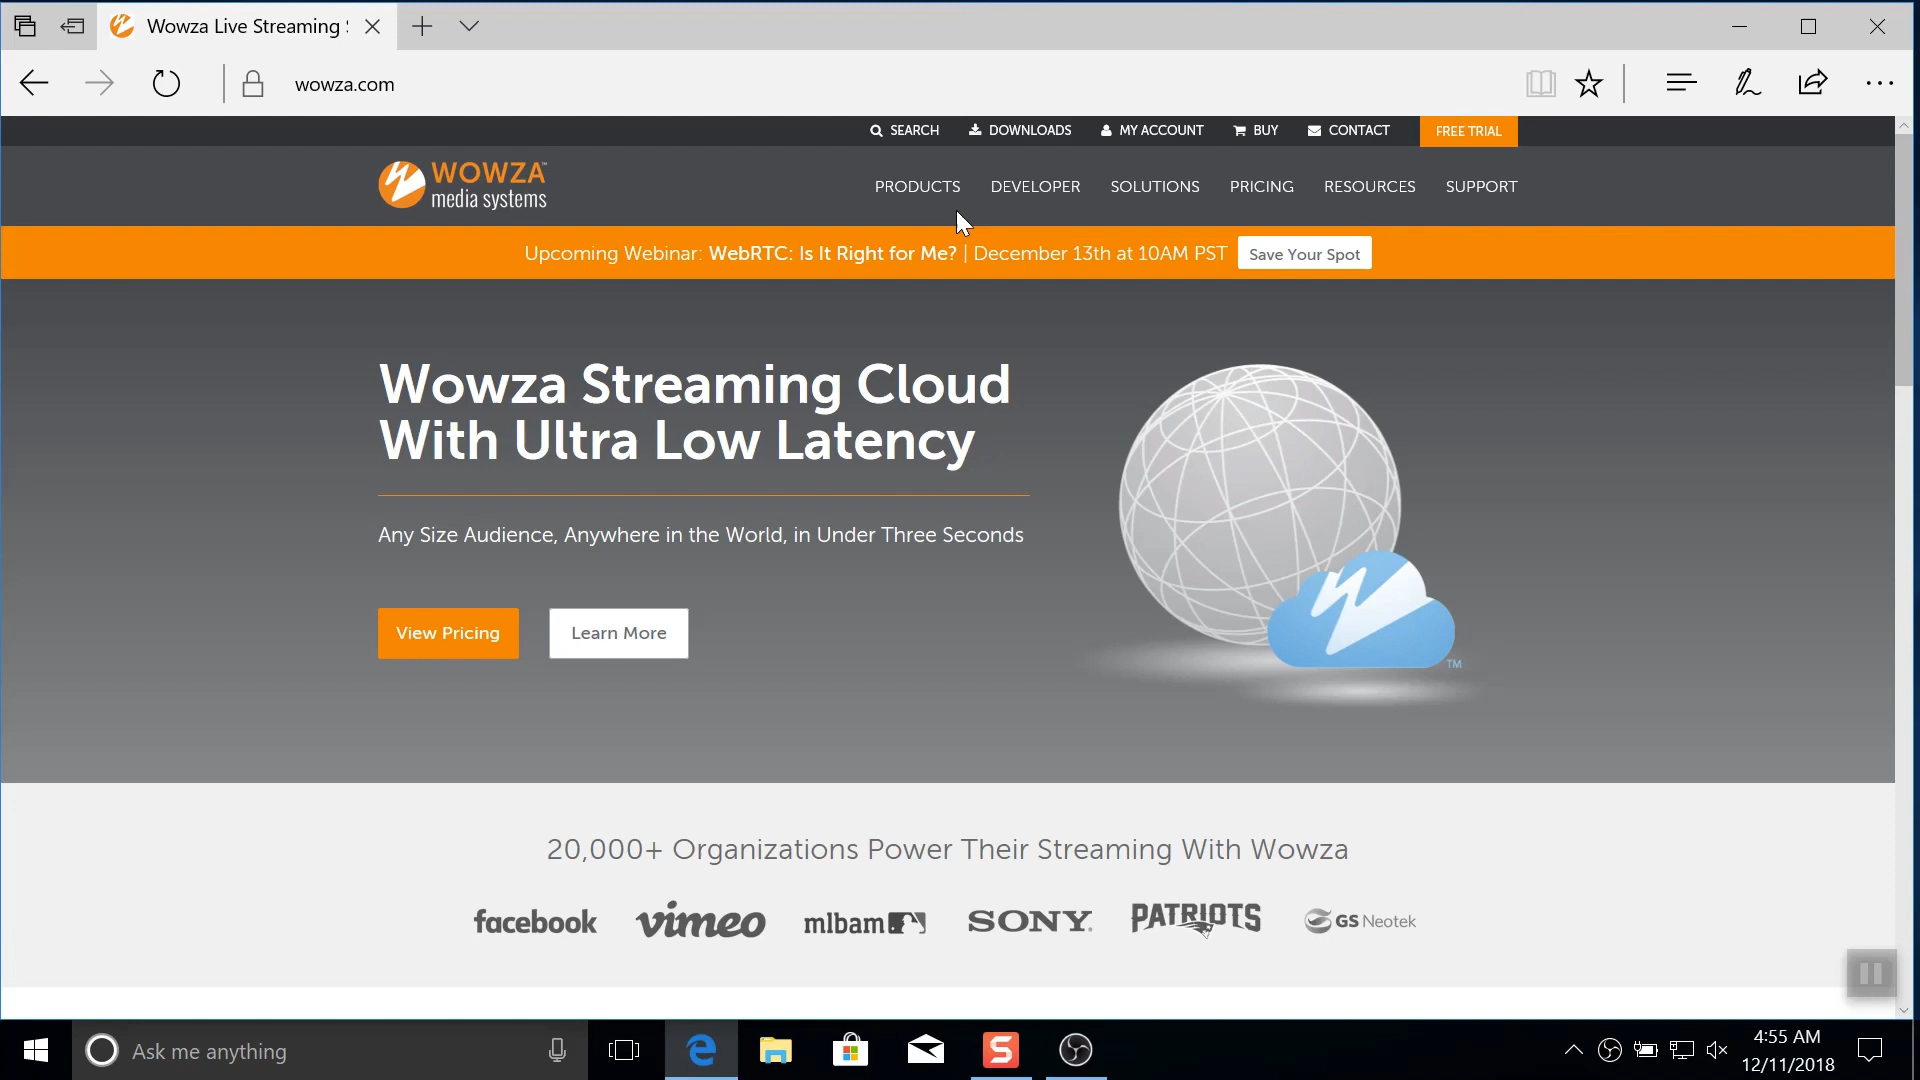 Wowza Live Streaming
wowza.com
SEARCH DOWNLOADS MY ACCOUNT BUY CONTACT FREE TRIAL
WOWZA™
media systems
PRODUCTS DEVELOPER SOLUTIONS PRICING RESOURCES SUPPORT
Upcoming Webinar: WebRTC: Is It Right for Me? | December 13th at 10AM PST Save Your Spot
Wowza Streaming Cloud
With Ultra Low Latency
Any Size Audience, Anywhere in the World, in Under Three Seconds
View Pricing Learn More
TM
20,000+ Organizations Power Their Streaming With Wowza
facebook vimeo mlbam SONY PATRIOTS GS Neotek
Ask me anything
4:55 AM
12/11/2018